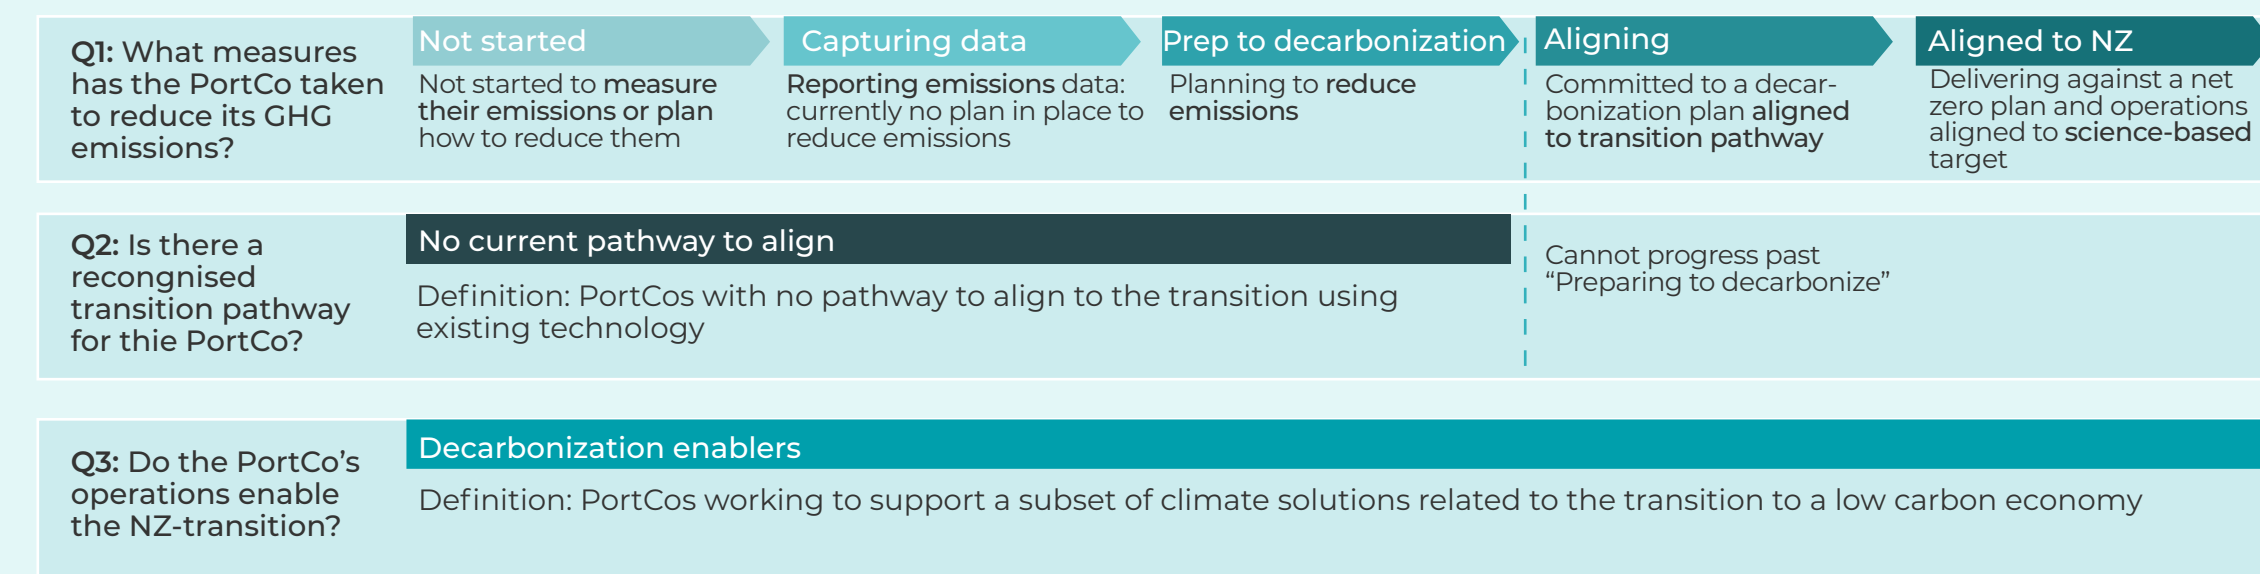 Q1: What measures
has the PortCo taken
to reduce its GHG
emissions?
Not started
Not started to measure
their emissions or plan
how to reduce them
Capturing data
Reporting emissions data:
currently no plan in place to
reduce emissions
Prep to decarbonization
Planning to reduce
emissions
Aligning
Committed to a decar-
bonization plan aligned
to transition pathway
Aligned to NZ
Delivering against a net
zero plan and operations
aligned to science-based
target
Q2: Is there a
recongnised
transition pathway
for thie PortCo?
No current pathway to align
Definition: PortCos with no pathway to align to the transition using
existing technology
Cannot progress past
“Preparing to decarbonize”
Q3: Do the PortCo’s
operations enable
the NZ-transition?
Decarbonization enablers
Definition: PortCos working to support a subset of climate solutions related to the transition to a low carbon economy